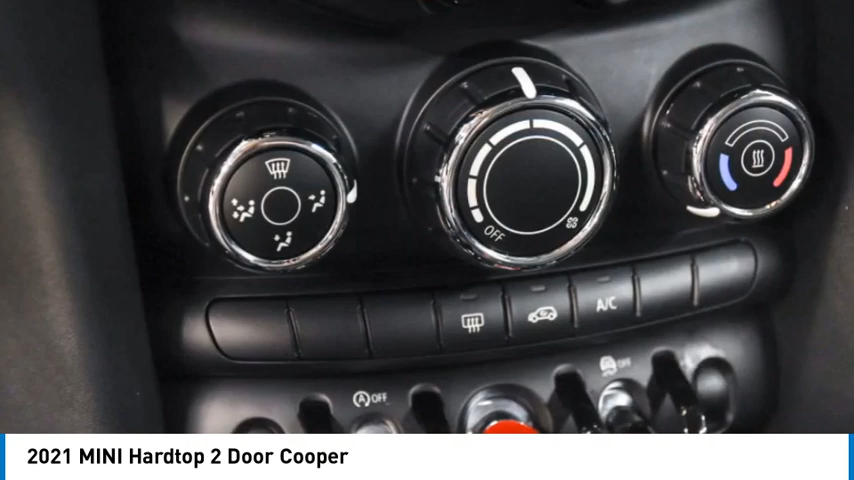 OFF
A/C
A OFF
OFF
2021 MINI Hardtop 2 Door Cooper